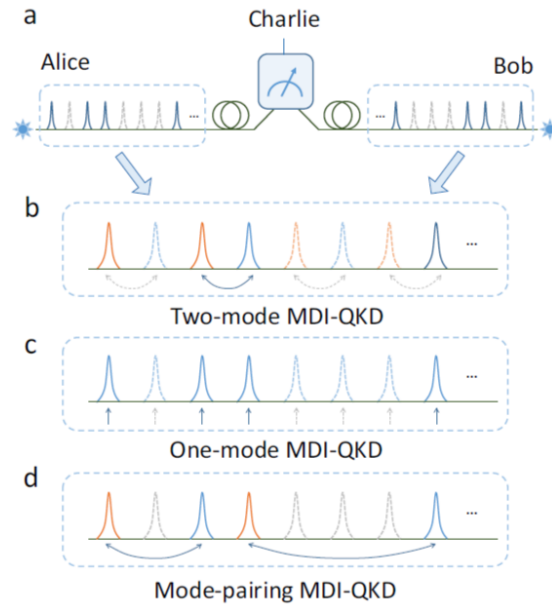 a
Charlie
Alice
Bob
...
...
b
...
Two-mode MDI-QKD
c
...
One-mode MDI-QKD
d
...
Mode-pairing MDI-QKD